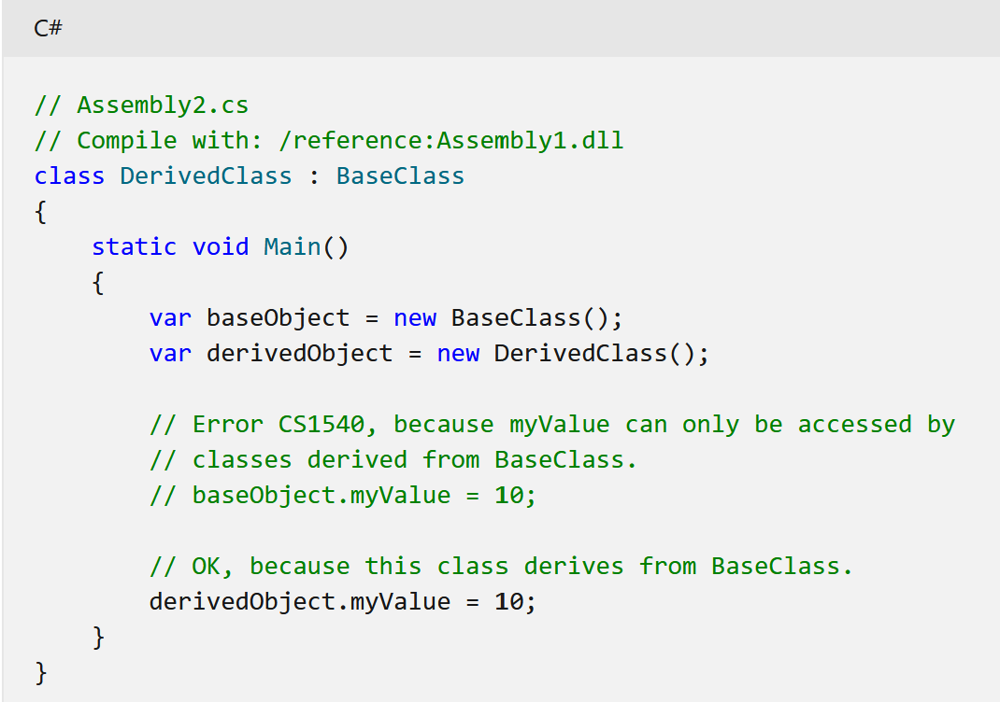 C#
// Assembly2.cs
// Compile with: /reference:Assembly1.dll
class DerivedClass : BaseClass
{
    static void Main()
    {
        var baseObject = new BaseClass();
        var derivedObject = new DerivedClass();

        // Error CS1540, because myValue can only be accessed by
        // classes derived from BaseClass.
        // baseObject.myValue = 10;

        // OK, because this class derives from BaseClass.
        derivedObject.myValue = 10;
    }
}